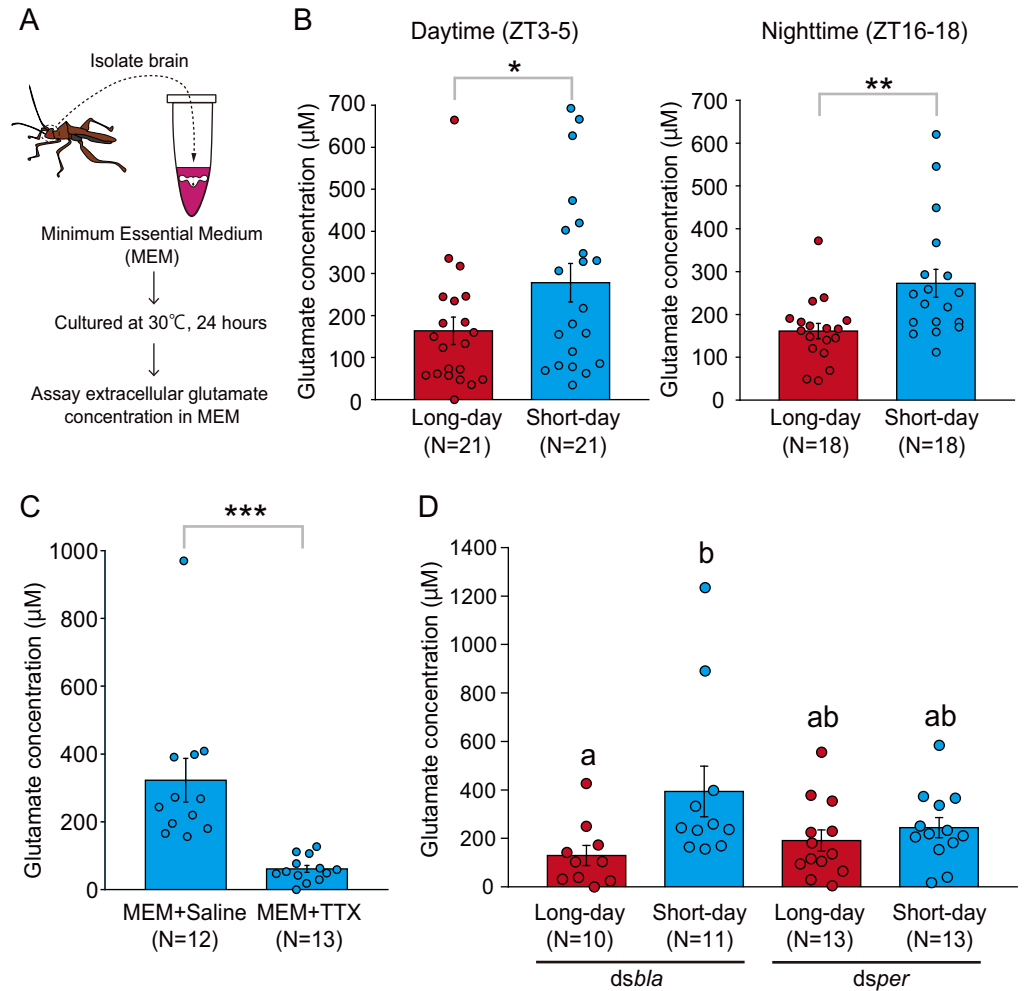 A
Isolate brain
Minimum Essential Medium
(MEM)
Cultured at 30℃, 24 hours
Assay extracellular glutamate
concentration in MEM
B
Daytime (ZT3-5)
*
Glutamate concentration (μM)
700
600
500
400
300
200
100
0
Long-day
(N=21)
Short-day
(N=21)
Nighttime (ZT16-18)
**
Glutamate concentration (μM)
700
600
500
400
300
200
100
0
Long-day
(N=18)
Short-day
(N=18)
C
***
Glutamate concentration (μM)
1000
800
600
400
200
0
MEM+Saline
(N=12)
MEM+TTX
(N=13)
D
Glutamate concentration (μM)
1400
1200
1000
800
600
400
200
0
a
b
ab
ab
Long-day
(N=10)
Short-day
(N=11)
Long-day
(N=13)
Short-day
(N=13)
dsbla
dsper